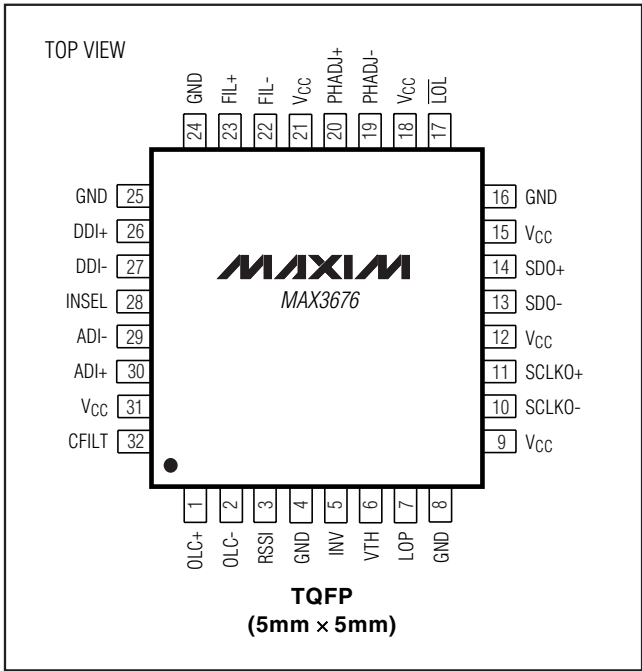 TOP VIEW
GND
FIL+
FIL-
VCC
PHADJ+
PHADJ-
VCC
L̅O̅L̅
24
23
22
21
20
19
18
17
GND 25
DDI+ 26
DDI- 27
INSEL 28
ADI- 29
ADI+ 30
VCC 31
CFILT 32
MAXIM
MAX3676
16 GND
15 VCC
14 SDO+
13 SDO-
12 VCC
11 SCLKO+
10 SCLKO-
9 VCC
1
2
3
4
5
6
7
8
OLC+
OLC-
RSSI
GND
INV
VTH
LOP
GND
TQFP
(5mm × 5mm)